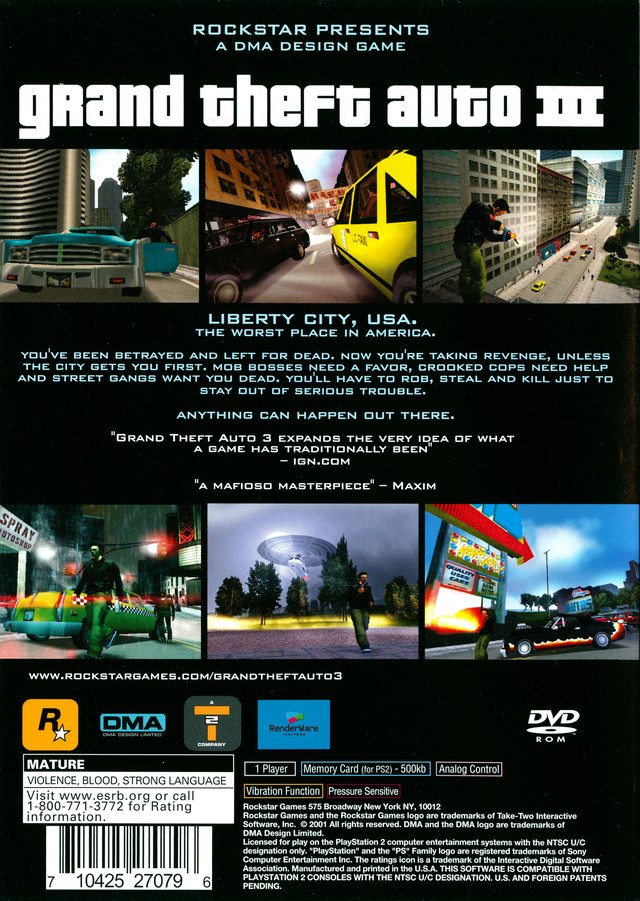 ROCKSTAR PRESENTS
A DMA DESIGN GAME
grand theft auto III
LIBERTY CITY, USA.
THE WORST PLACE IN AMERICA.
YOU'VE BEEN BETRAYED AND LEFT FOR DEAD. NOW YOU'RE TAKING REVENGE, UNLESS
THE CITY GETS YOU FIRST. MOB BOSSES NEED A FAVOR, CROOKED COPS NEED HELP
AND STREET GANGS WANT YOU DEAD. YOU'LL HAVE TO ROB, STEAL AND KILL JUST TO
STAY OUT OF SERIOUS TROUBLE.
ANYTHING CAN HAPPEN OUT THERE.
"GRAND THEFT AUTO 3 EXPANDS THE VERY IDEA OF WHAT
A GAME HAS TRADITIONALLY BEEN"
– IGN.COM
"A MAFIOSO MASTERPIECE" – MAXIM
SPRAY
AUTOSHOP
QUALITY
USED
CARS
WWW.ROCKSTARGAMES.COM/GRANDTHEFTAUTO3
R
DMA
DMA DESIGN LIMITED
A
T2
COMPANY
RenderWare
PLATFORM
DVD
ROM
MATURE
VIOLENCE, BLOOD, STRONG LANGUAGE
Visit www.esrb.org or call
1-800-771-3772 for Rating
information.
1 Player
Memory Card (for PS2) - 500kb
Analog Control
Vibration Function
Pressure Sensitive
Rockstar Games 575 Broadway New York NY, 10012
Rockstar Games and the Rockstar Games logo are trademarks of Take-Two Interactive
Software, Inc. © 2001 All rights reserved. DMA and the DMA logo are trademarks of
DMA Design Limited.
Licensed for play on the PlayStation 2 computer entertainment systems with the NTSC U/C
designation only. "PlayStation" and the "PS" Family logo are registered trademarks of Sony
Computer Entertainment Inc. The ratings icon is a trademark of the Interactive Digital Software
Association. Manufactured and printed in the U.S.A. THIS SOFTWARE IS COMPATIBLE WITH
PLAYSTATION 2 CONSOLES WITH THE NTSC U/C DESIGNATION. U.S. AND FOREIGN PATENTS
PENDING.
7 10425 27079 6